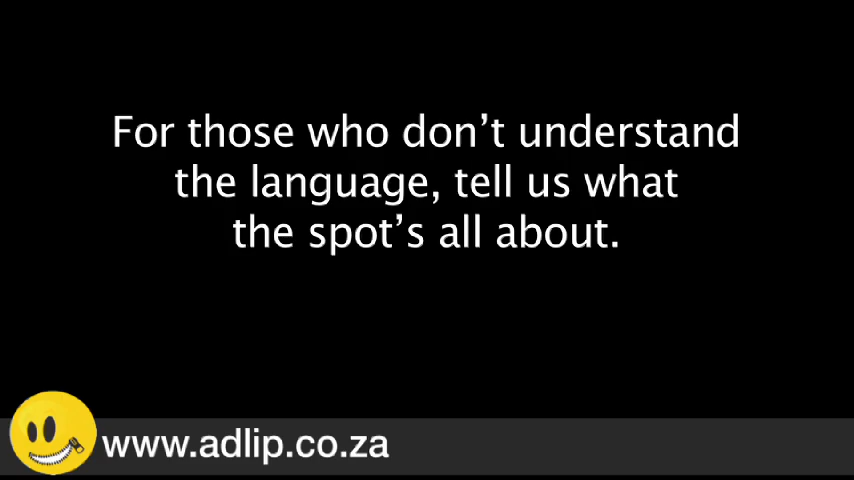 For those who don’t understand
the language, tell us what
the spot’s all about.
www.adlip.co.za